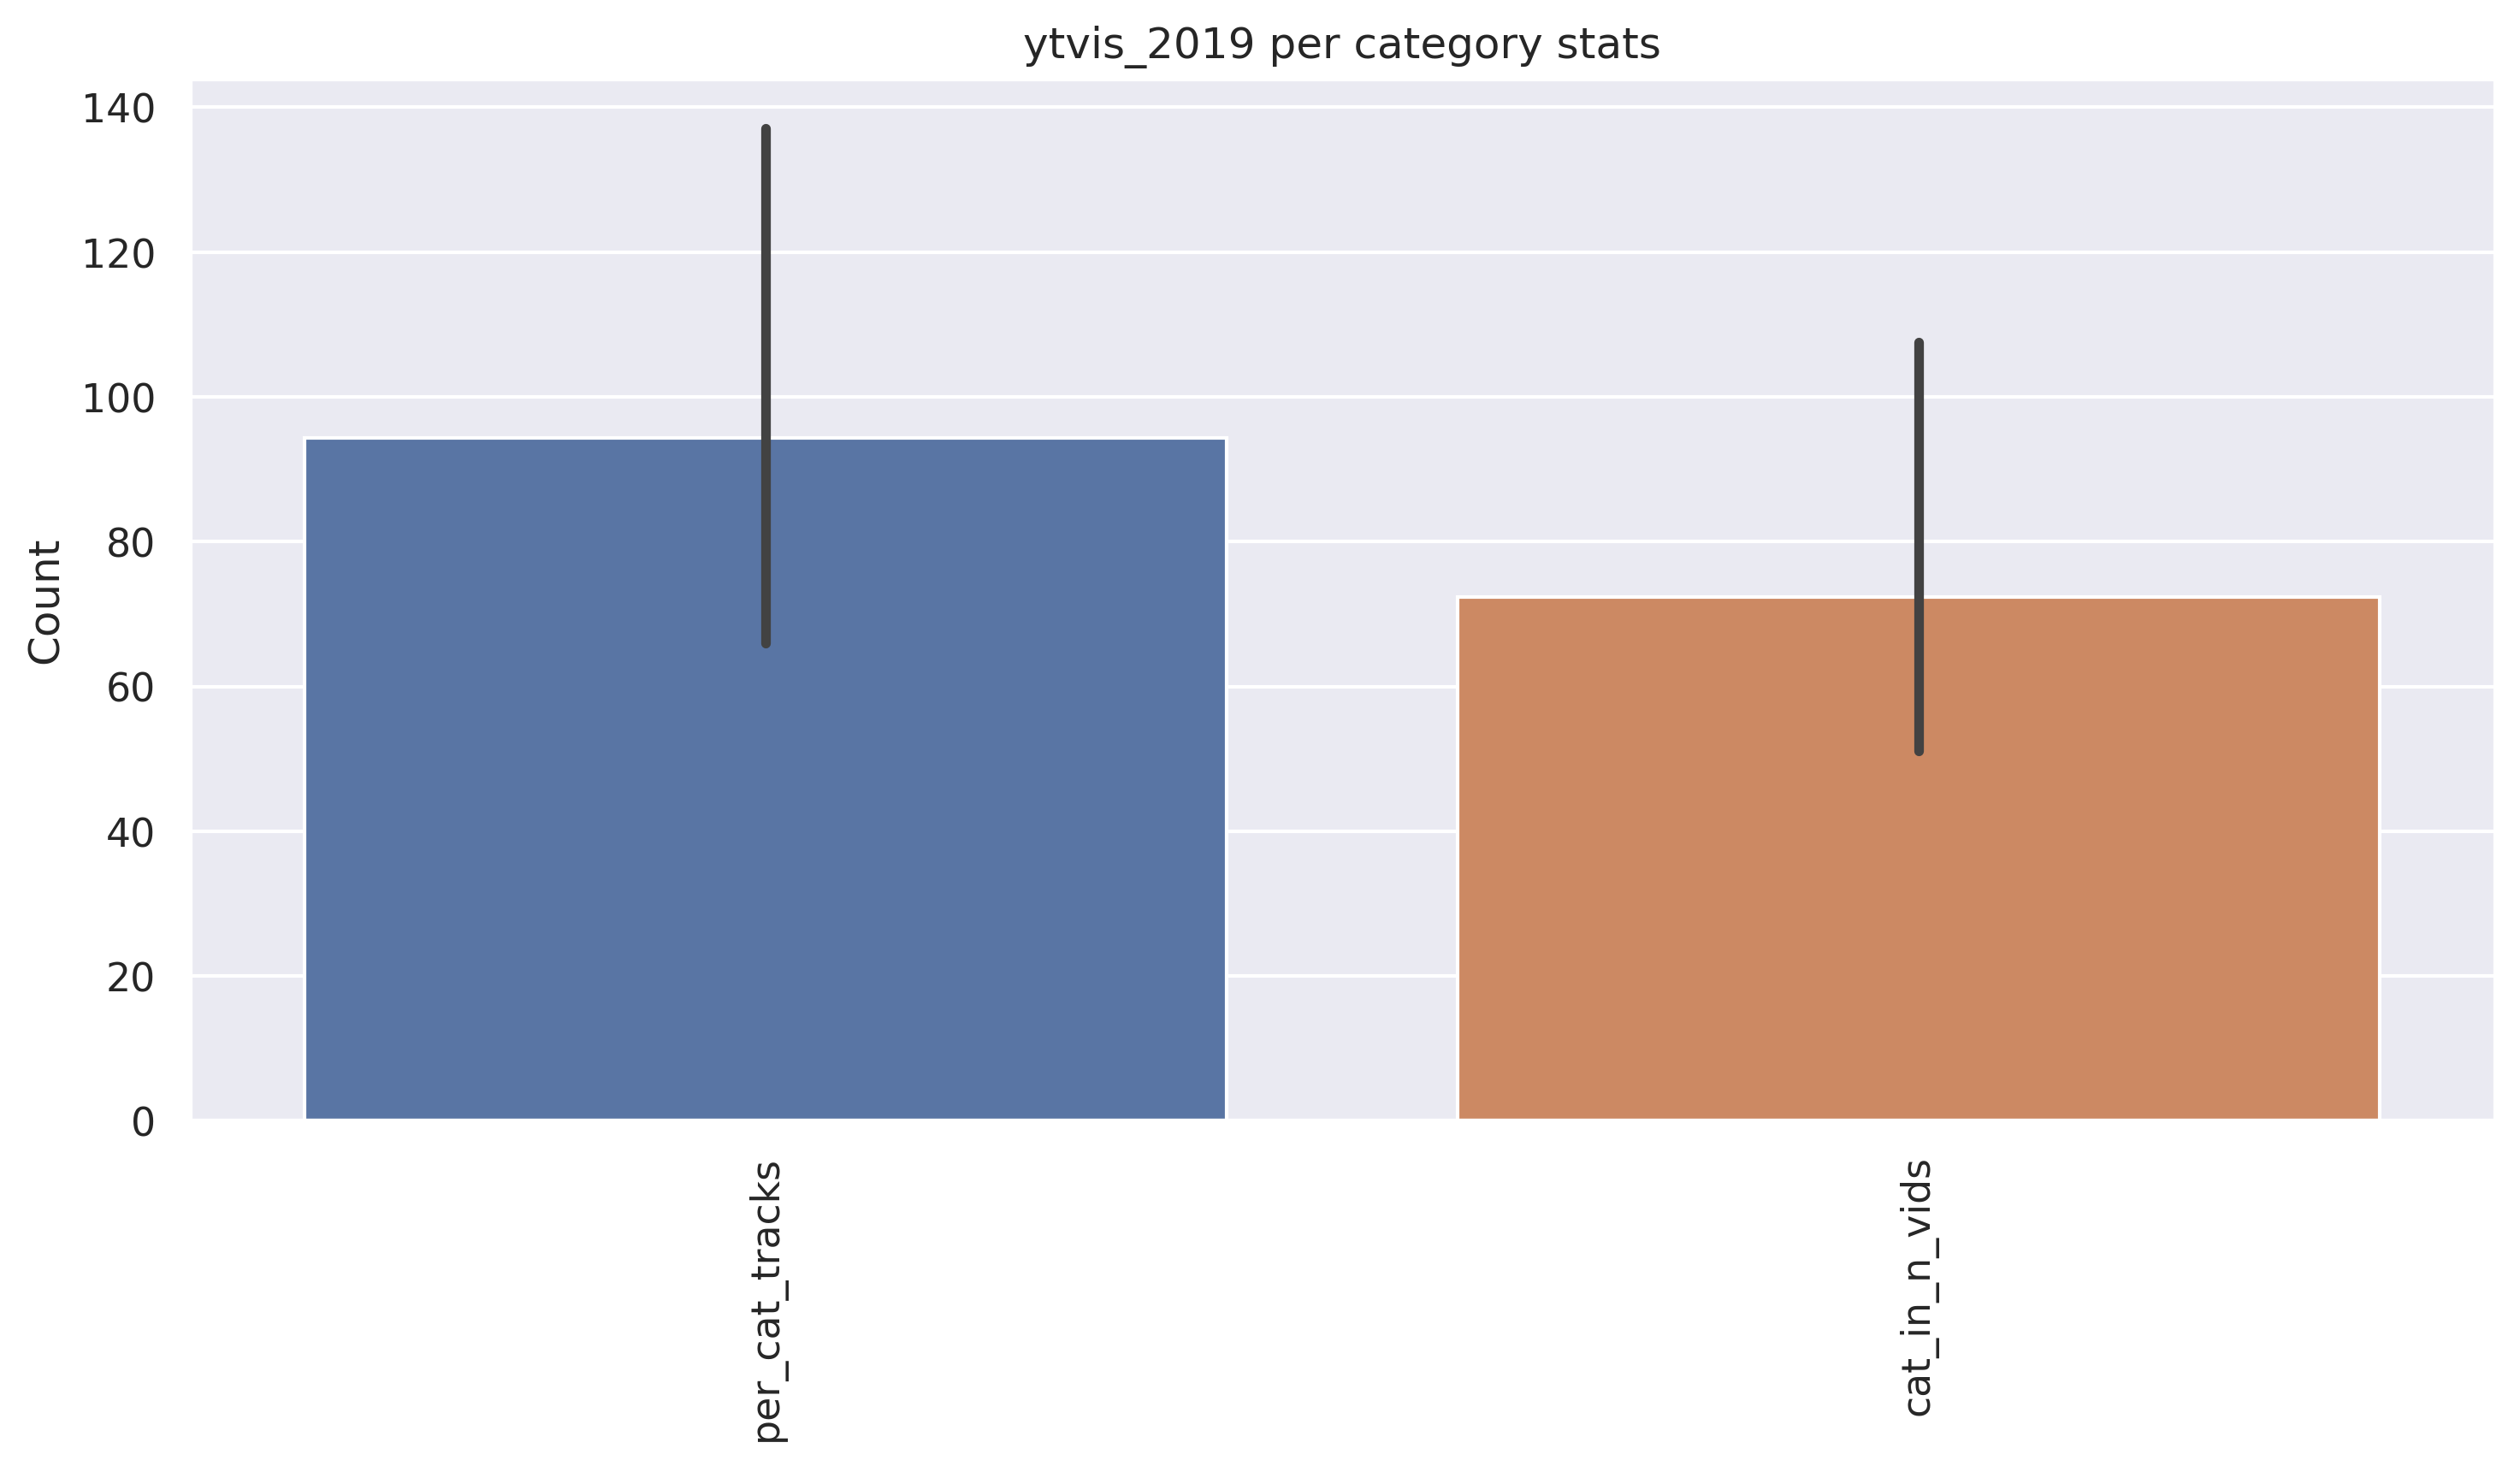 ytvis_2019 per category stats
140
120
100
80
60
40
20
0
Count
per_cat_tracks
cat_in_n_vids